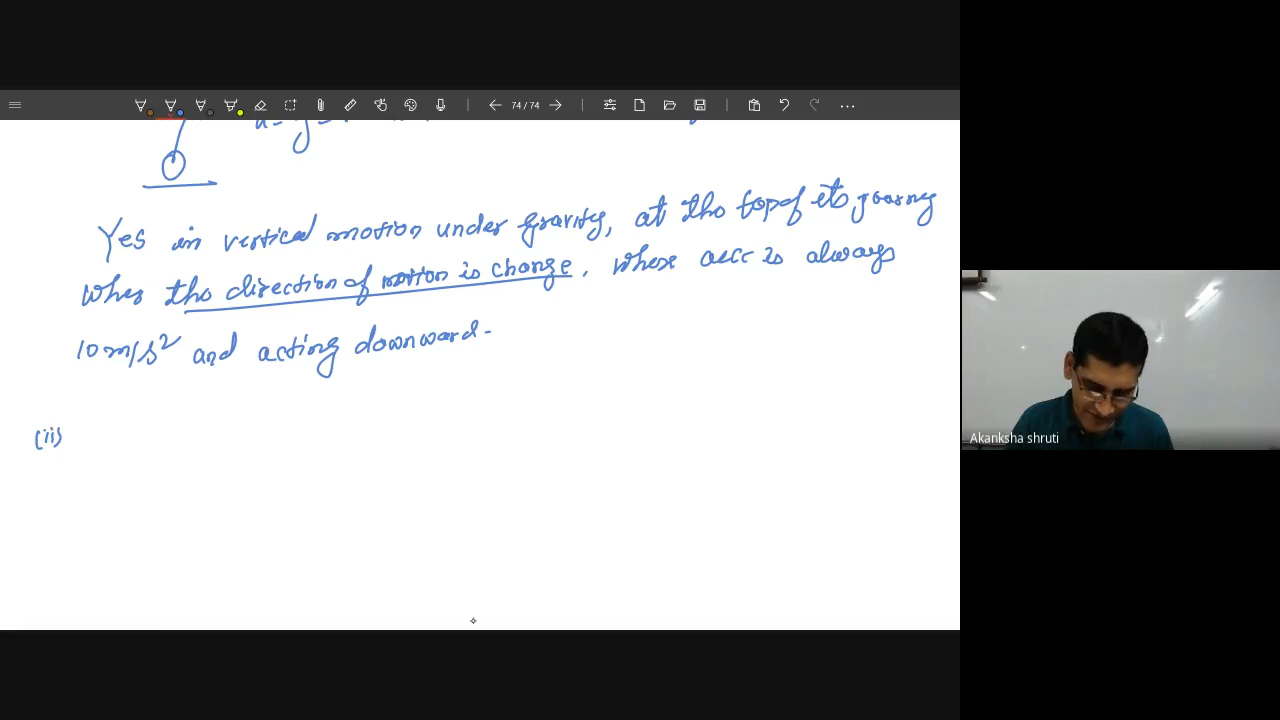 74/74
Yes in vertical motion under gravity, at the top of its journey
when the direction of motion is change. whose acc is always
10m/s² and acting downward-
(ii)
Akanksha shruti